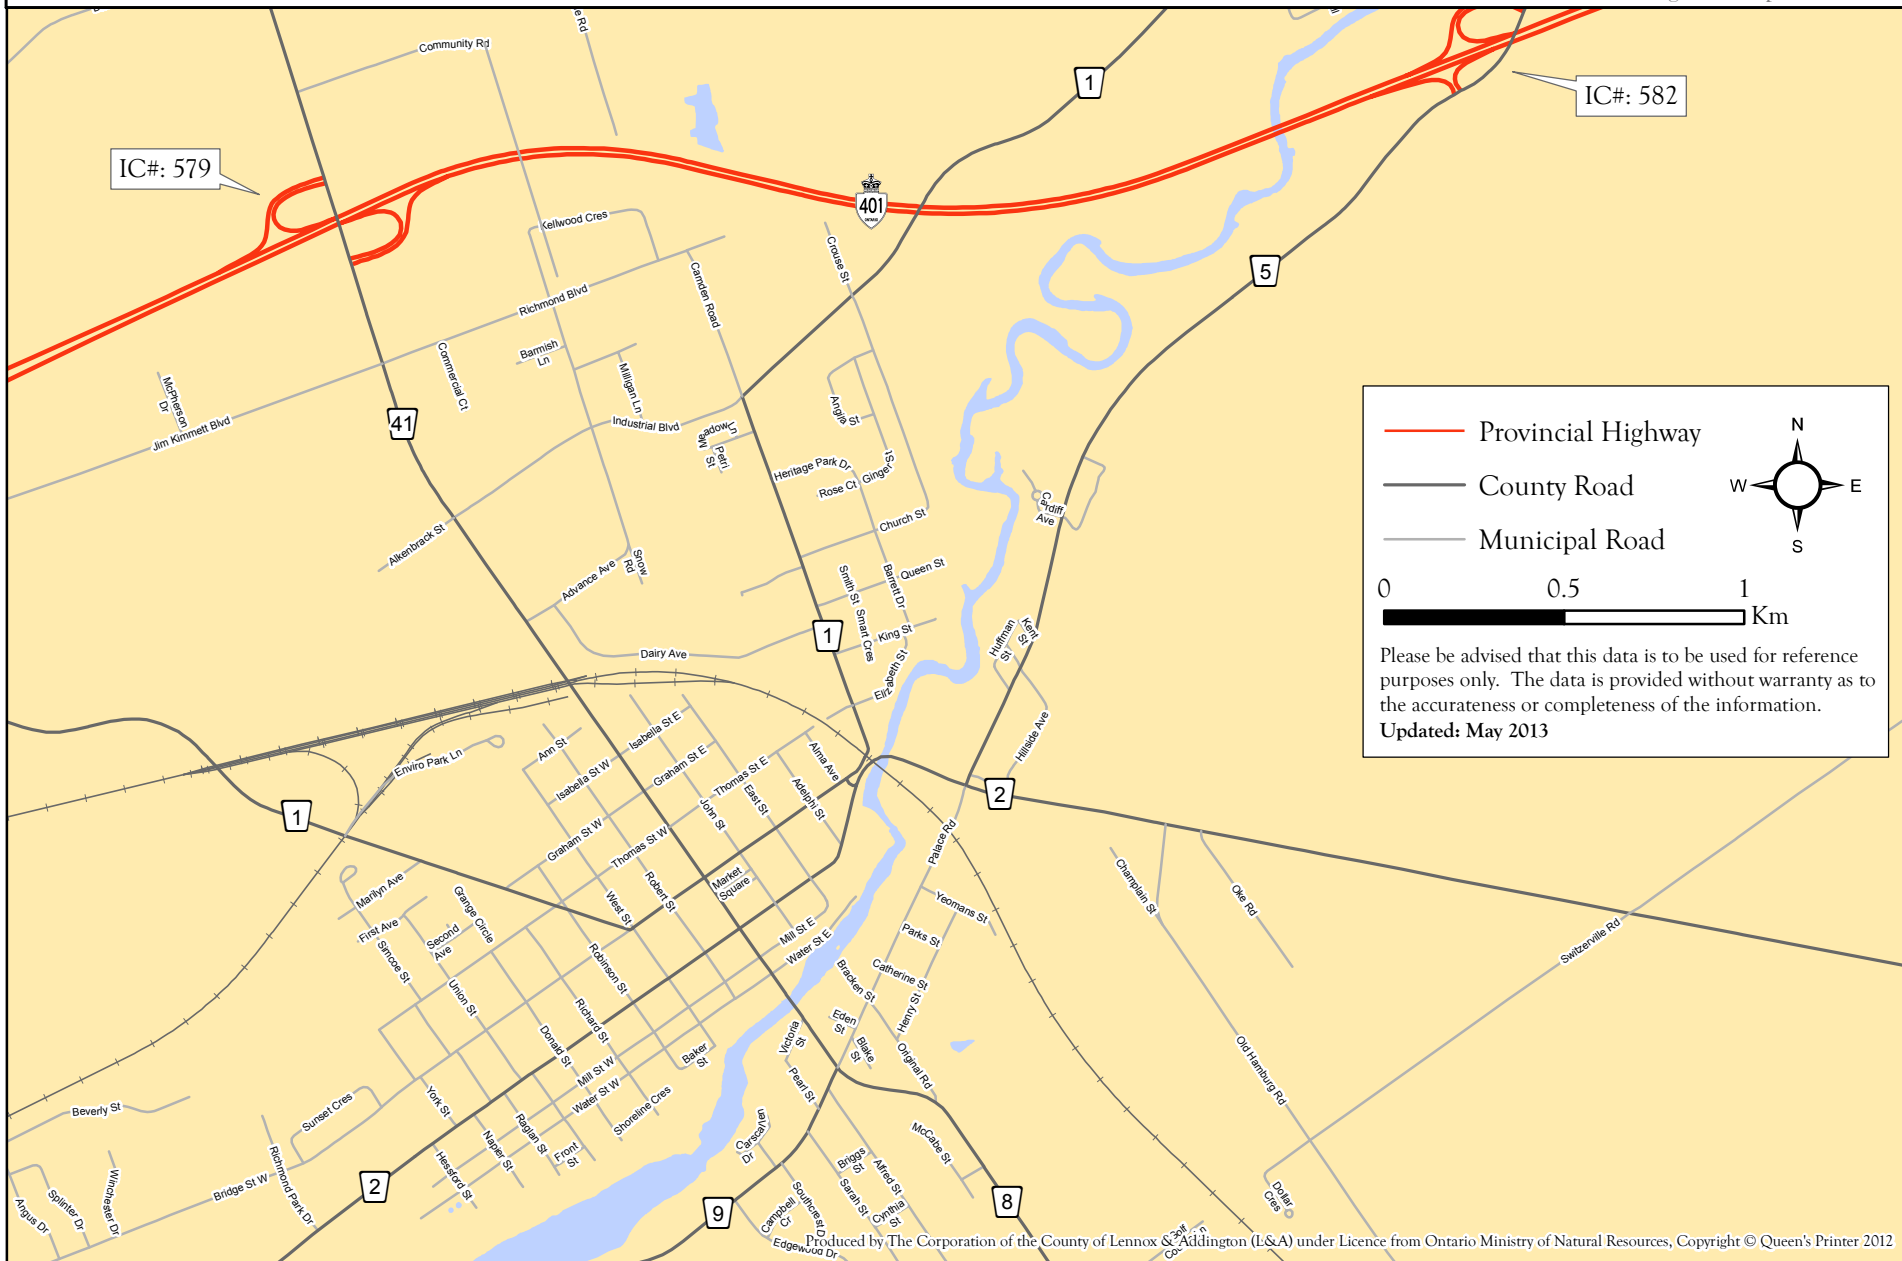 Community Rd
1
IC#: 582
IC#: 579
401
ONTARIO
Kellwood Cres
Crouse St
5
Camden Road
Richmond Blvd
Barmish
Ln
Commercial Ct
Milligan Ln
McPherson
Dr
Jim Kimmett Blvd
41
Industrial Blvd
Angila St
Meadow Ln
Petri
St
Heritage Park Dr
Rose Ct
Ginger St
Church St
Cardiff
Ave
Provincial Highway
County Road
Municipal Road
N
W
E
S
0
0.5
1
Km
Please be advised that this data is to be used for reference
purposes only. The data is provided without warranty as to
the accurateness or completeness of the information.
Updated: May 2013
Alkenbrack St
Advance Ave
Snow
Rd
Smith St
Smart Cres
Barrett Dr
Queen St
King St
1
Dairy Ave
Elizabeth St
Huffman
St
Kent
St
Hillside Ave
Enviro Park Ln
Ann St
Isabella St E
Isabella St W
Graham St E
Thomas St E
Alma Ave
Adelphi St
East St
John St
2
1
Graham St W
Thomas St W
Palace Rd
Market
Square
Robert St
West St
Marilyn Ave
Grange Circle
First Ave
Second
Ave
Simcoe St
Union St
Robinson St
Mill St E
Water St E
Yeomans St
Parks St
Catherine St
Bracken St
Henry St
Champlain St
Oke Rd
Switzerville Rd
Old Hamburg Rd
Richard St
Donald St
Victoria
St
Eden
St
Blake
St
Original Rd
Baker
St
Mill St W
Water St W
Shoreline Cres
Pearl St
York St
Beverly St
Sunset Cres
Raglan St
Napier St
Front
St
Hessford St
Carscallen
Dr
McCabe St
Briggs
St
Alfred St
Sarah St
Cynthia
St
Southcrest D
Campbell
Cr
Edgewood Dr
Richmond Park Dr
Winchester Dr
Splinter Dr
Angus Dr
Bridge St W
2
9
8
Dollar
Cres
Golf
Produced by The Corporation of the County of Lennox & Addington (L&A) under Licence from Ontario Ministry of Natural Resources, Copyright © Queen's Printer 2012